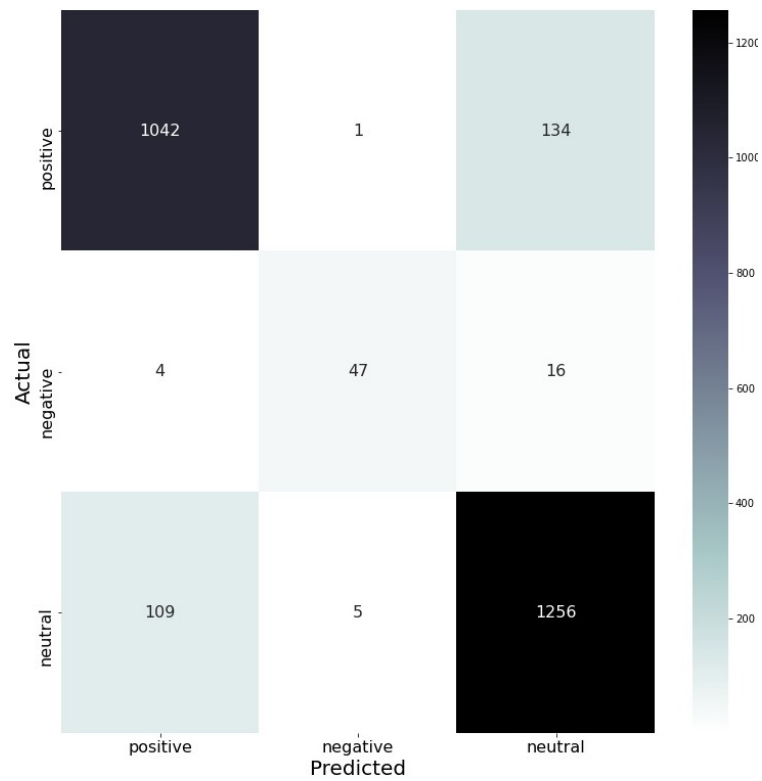 1200
1042 1 134
positive
1000
800
Actual
4 47 16
negative
600
400
109 5 1256
neutral
200
positive negative neutral
Predicted